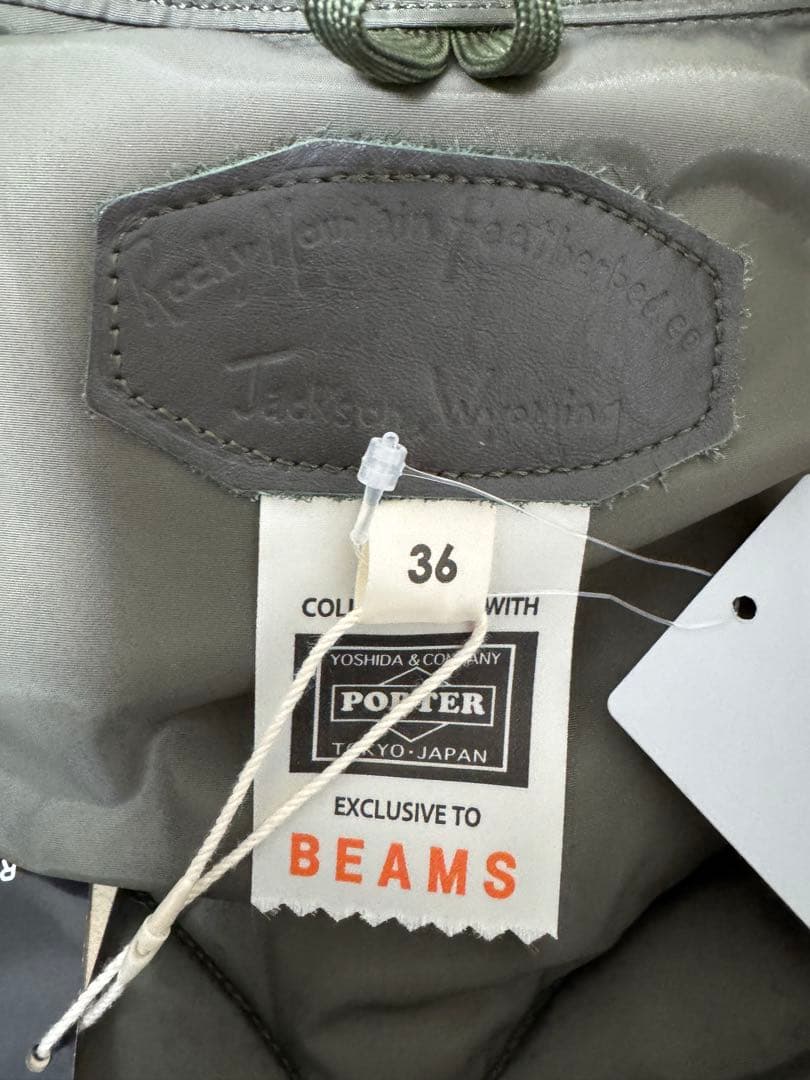 Rocky Mountain Featherbed co
Jackson, Wyoming
36
COLL WITH
YOSHIDA & COMPANY
PORTER
TOKYO·JAPAN
EXCLUSIVE TO
BEAMS
R